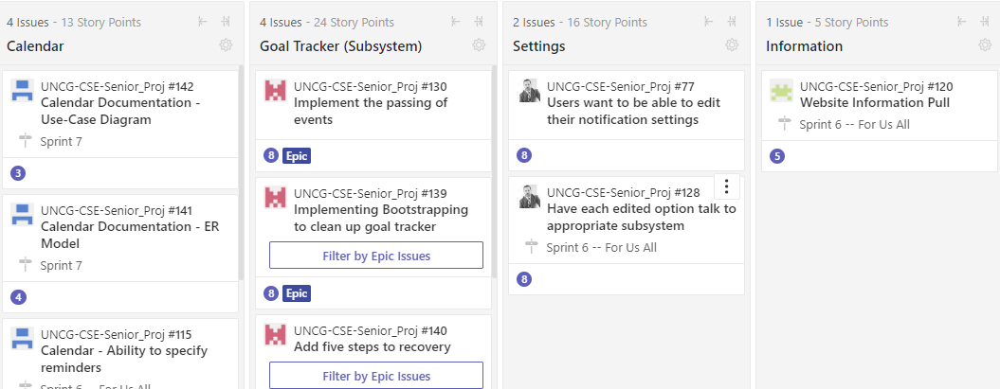 4 Issues - 13 Story Points
Calendar
UNCG-CSE-Senior_Proj #142
Calendar Documentation -
Use-Case Diagram
Sprint 7
3
UNCG-CSE-Senior_Proj #141
Calendar Documentation - ER
Model
Sprint 7
4
UNCG-CSE-Senior_Proj #115
Calendar - Ability to specify
reminders
Sprint 6 -- For Us All
4 Issues - 24 Story Points
Goal Tracker (Subsystem)
UNCG-CSE-Senior_Proj #130
Implement the passing of
events
8 Epic
UNCG-CSE-Senior_Proj #139
Implementing Bootstrapping
to clean up goal tracker
Filter by Epic Issues
8 Epic
UNCG-CSE-Senior_Proj #140
Add five steps to recovery
Filter by Epic Issues
2 Issues - 16 Story Points
Settings
UNCG-CSE-Senior_Proj #77
Users want to be able to edit
their notification settings
8
UNCG-CSE-Senior_Proj #128
Have each edited option talk to
appropriate subsystem
Sprint 6 -- For Us All
8
1 Issue - 5 Story Points
Information
UNCG-CSE-Senior_Proj #120
Website Information Pull
Sprint 6 -- For Us All
5